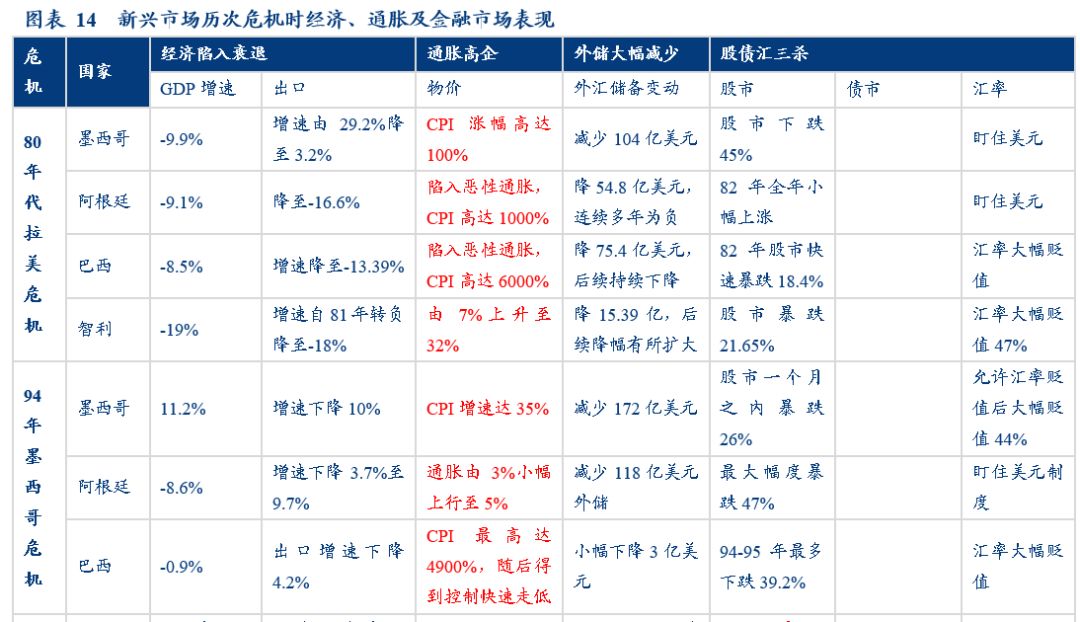 图表 14 新兴市场历次危机时经济、通胀及金融市场表现
危机 国家 经济陷入衰退 通胀高企 外储大幅减少 股债汇三杀
GDP 增速 出口 物价 外汇储备变动 股市 债市 汇率
80年代拉美危机
墨西哥
-9.9%
增速由 29.2%降
至 3.2%
CPI 涨幅高达
100%
减少 104 亿美元
股市下跌
45%
盯住美元
阿根廷
-9.1%
降至-16.6%
陷入恶性通胀，
CPI 高达 1000%
降 54.8 亿美元，
连续多年为负
82 年全年小
幅上涨
盯住美元
巴西
-8.5%
增速降至-13.39%
陷入恶性通胀，
CPI 高达 6000%
降 75.4 亿美元，
后续持续下降
82 年股市快
速暴跌 18.4%
汇率大幅贬
值
智利
-19%
增速自 81 年转负
降至-18%
由 7%上升至
32%
降 15.39 亿，后
续降幅有所扩大
股市暴跌
21.65%
汇率大幅贬
值 47%
94年墨西哥危机
墨西哥
11.2%
增速下降 10%
CPI 增速达 35%
减少 172 亿美元
股市一个月
之内暴跌
26%
允许汇率贬
值后大幅贬
值 44%
阿根廷
-8.6%
增速下降 3.7%至
9.7%
通胀由 3%小幅
上行至 5%
减少 118 亿美元
外储
最大幅度暴
跌 47%
盯住美元制
度
巴西
-0.9%
出口增速下降
4.2%
CPI 最高达
4900%，随后得
到控制快速走低
小幅下降 3 亿美
元
94-95 年最多
下跌 39.2%
汇率大幅贬
值